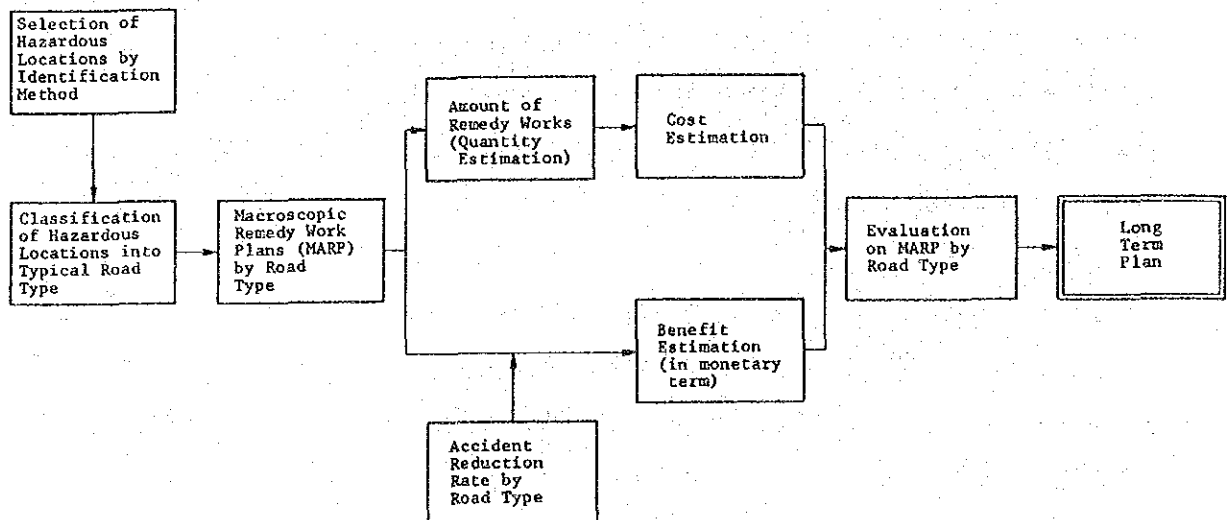 Selection of
Hazardous
Locations by
Identification
Method
Classification
of Hazardous
Locations into
Typical Road
Type
Macroscopic
Remedy Work
Plans (MARP)
by Road
Type
Amount of
Remedy Works
(Quantity
Estimation)
Cost
Estimation
Benefit
Estimation
(in monetary
term)
Accident
Reduction
Rate by
Road Type
Evaluation
on MARP by
Road Type
Long
Term
Plan